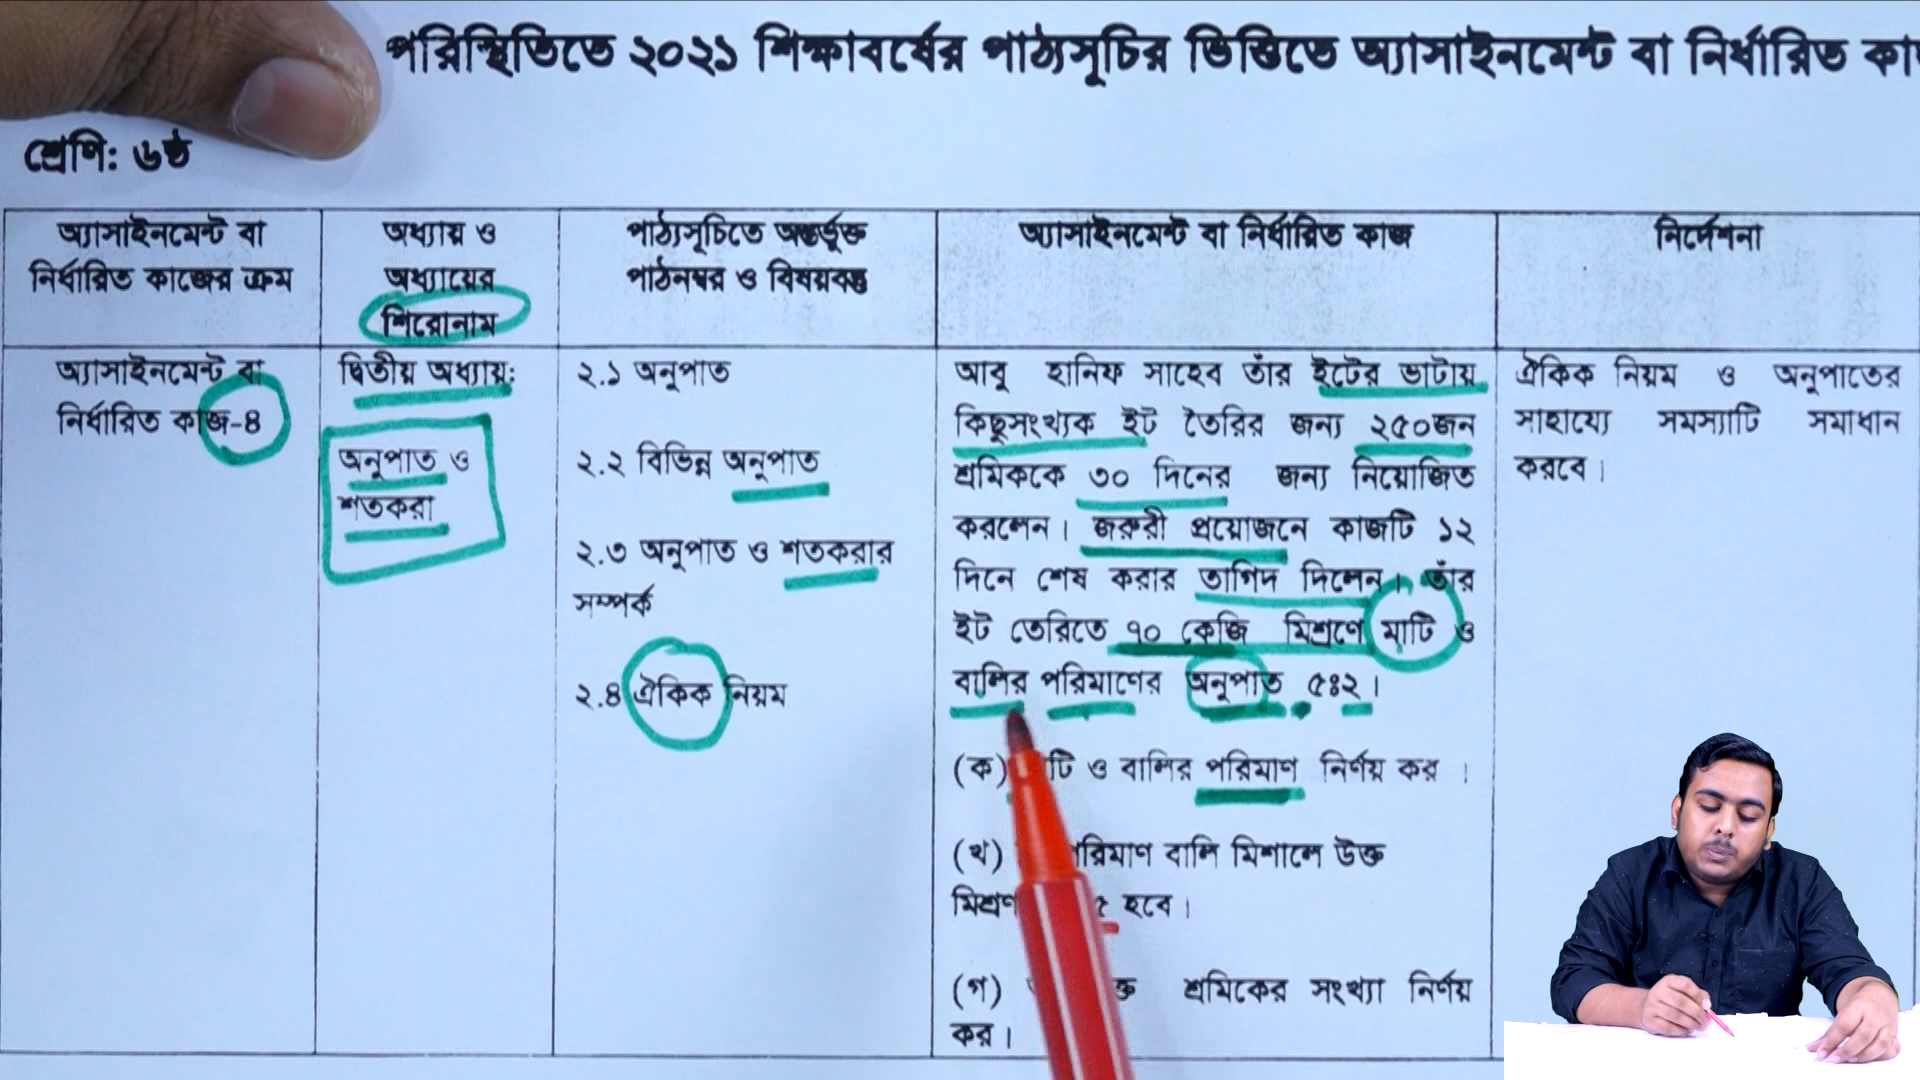 পরিস্থিতিতে ২০২১ শিক্ষাবর্ষের পাঠ্যসূচির ভিত্তিতে অ্যাসাইনমেন্ট বা নির্ধারিত
শ্রেণি: ৬ষ্ঠ
অ্যাসাইনমেন্ট বা
নির্ধারিত কাজের ক্রম
অধ্যায় ও
অধ্যায়ের
শিরোনাম
পাঠ্যসূচিতে অন্তর্ভুক্ত
পাঠনম্বর ও বিষয়বস্তু
অ্যাসাইনমেন্ট বা নির্ধারিত কাজ
নির্দেশনা
অ্যাসাইনমেন্ট বা
নির্ধারিত কাজ-৪
দ্বিতীয় অধ্যায়:
অনুপাত ও
শতকরা
২.১ অনুপাত
২.২ বিভিন্ন অনুপাত
২.৩ অনুপাত ও শতকরার
সম্পর্ক
২.৪ ঐকিক নিয়ম
আবু হানিফ সাহেব তাঁর ইটের ভাটায়
কিছুসংখ্যক ইট তৈরির জন্য ২৫০জন
শ্রমিককে ৩০ দিনের জন্য নিয়োজিত
করলেন। জরুরী প্রয়োজনে কাজটি ১২
দিনে শেষ করার তাগিদ দিলেন। তাঁর
ইট তৈরিতে ৭০ কেজি মিশ্রণে মাটি ও
বালির পরিমাণের অনুপাত ৫ঃ২।
(ক) ও বালির পরিমাণ নির্ণয় কর ।
(খ) বালি মিশালে উক্ত
মিশ্রণ ৫ হবে।
(গ) শ্রমিকের সংখ্যা নির্ণয়
কর।
ঐকিক নিয়ম ও অনুপাতের
সাহায্যে সমস্যাটি সমাধান
করবে।